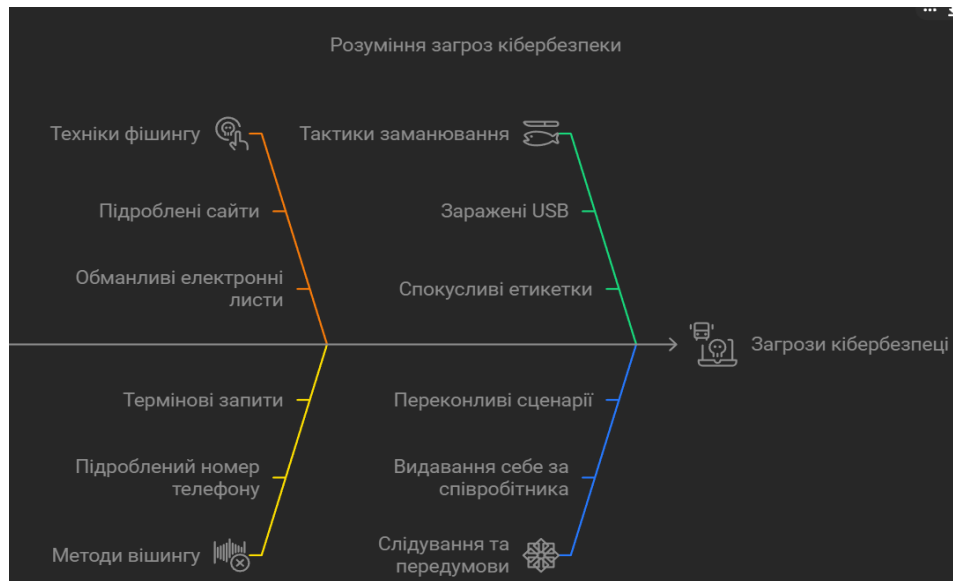 Розуміння загроз кібербезпеки
Техніки фішингу
Тактики заманювання
Підроблені сайти
Заражені USB
Обманливі електронні
листи
Спокусливі етикетки
Загрози кібербезпеці
Термінові запити
Переконливі сценарії
Підроблений номер
телефону
Видавання себе за
співробітника
Методи вішингу
Слідування та
передумови